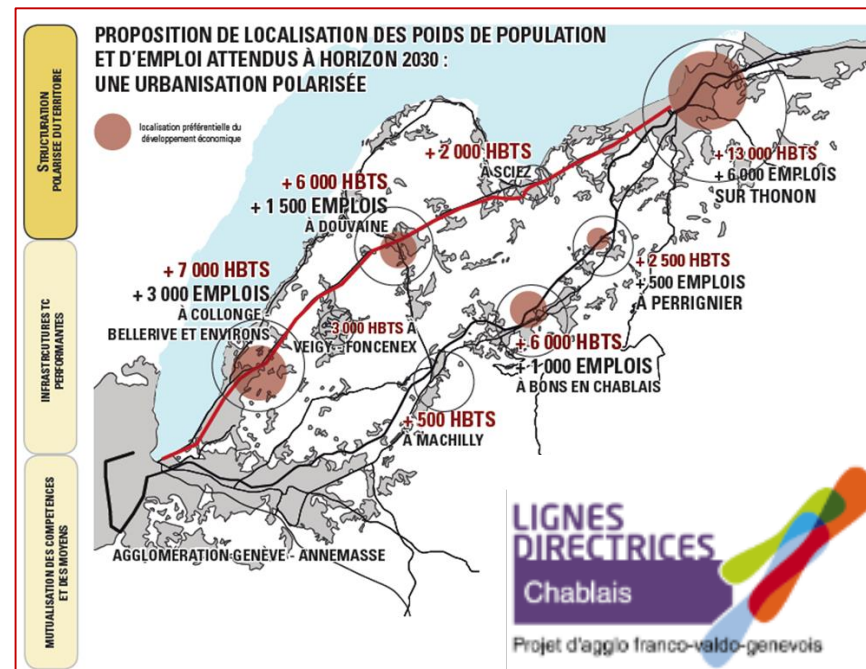 PROPOSITION DE LOCALISATION DES POIDS DE POPULATION
ET D'EMPLOI ATTENDUS À HORIZON 2030 :
UNE URBANISATION POLARISÉE
localisation préférentielle du
développement économique
STRUCTURATION
POLARISÉE DU TERRITOIRE
INFRASTRCUTURES TC
PERFORMANTES
MUTUALISATION DES COMPETENCES
ET DES MOYENS
+ 2 000 HBTS
À SCIEZ
+ 13 000 HBTS
+ 6 000 EMPLOIS
SUR THONON
+ 6 000 HBTS
+ 1 500 EMPLOIS
À DOUVAINE
+ 7 000 HBTS
+ 3 000 EMPLOIS
À COLLONGE
BELLERIVE ET ENVIRONS
3 000 HBTS À
VEIGY - FONCENEX
+ 2 500 HBTS
+ 500 EMPLOIS
À PERRIGNIER
+ 6 000 HBTS
+ 1 000 EMPLOIS
À BONS EN CHABLAIS
+ 500 HBTS
À MACHILLY
AGGLOMÉRATION GENÈVE - ANNEMASSE
LIGNES
DIRECTRICES
Chablais
Projet d'agglo franco-valdo-genevois